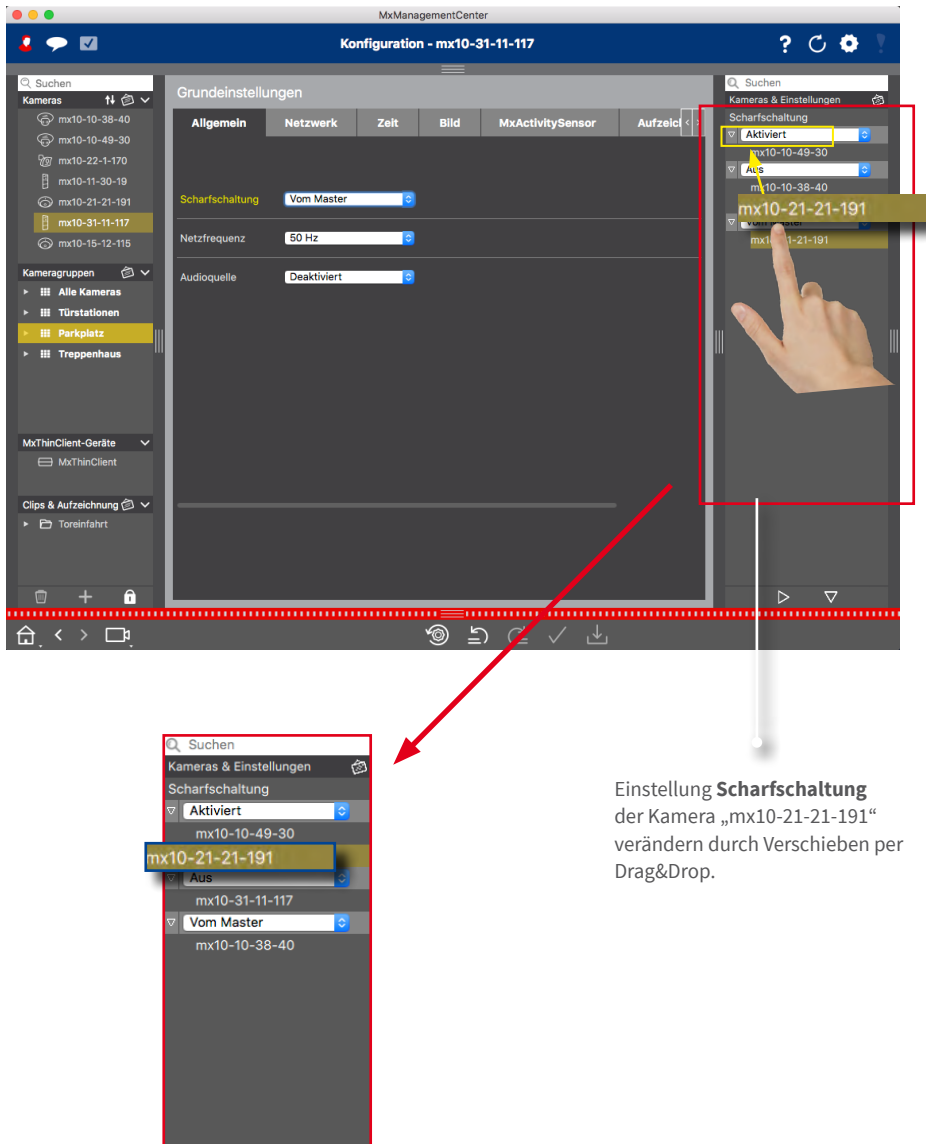 MxManagementCenter
Konfiguration - mx10-31-11-117
?
Suchen
Kameras
mx10-10-38-40
mx10-10-49-30
mx10-22-1-170
mx10-11-30-19
mx10-21-21-191
mx10-31-11-117
mx10-15-12-115
Kameragruppen
Alle Kameras
Türstationen
Parkplatz
Treppenhaus
MxThinClient-Geräte
MxThinClient
Clips & Aufzeichnung
Toreinfahrt
Grundeinstellungen
Allgemein Netzwerk Zeit Bild MxActivitySensor Aufzeich
Scharfschaltung Vom Master
Netzfrequenz 50 Hz
Audioquelle Deaktiviert
Suchen
Kameras & Einstellungen
Scharfschaltung
Aktiviert
mx10-10-49-30
Aus
mx10-10-38-40
mx10-21-21-191
Vom Master
1-21-191
Suchen
Kameras & Einstellungen
Scharfschaltung
Aktiviert
mx10-10-49-30
mx10-21-21-191
Aus
mx10-31-11-117
Vom Master
mx10-10-38-40
Einstellung Scharfschaltung
der Kamera „mx10-21-21-191“
verändern durch Verschieben per
Drag&Drop.